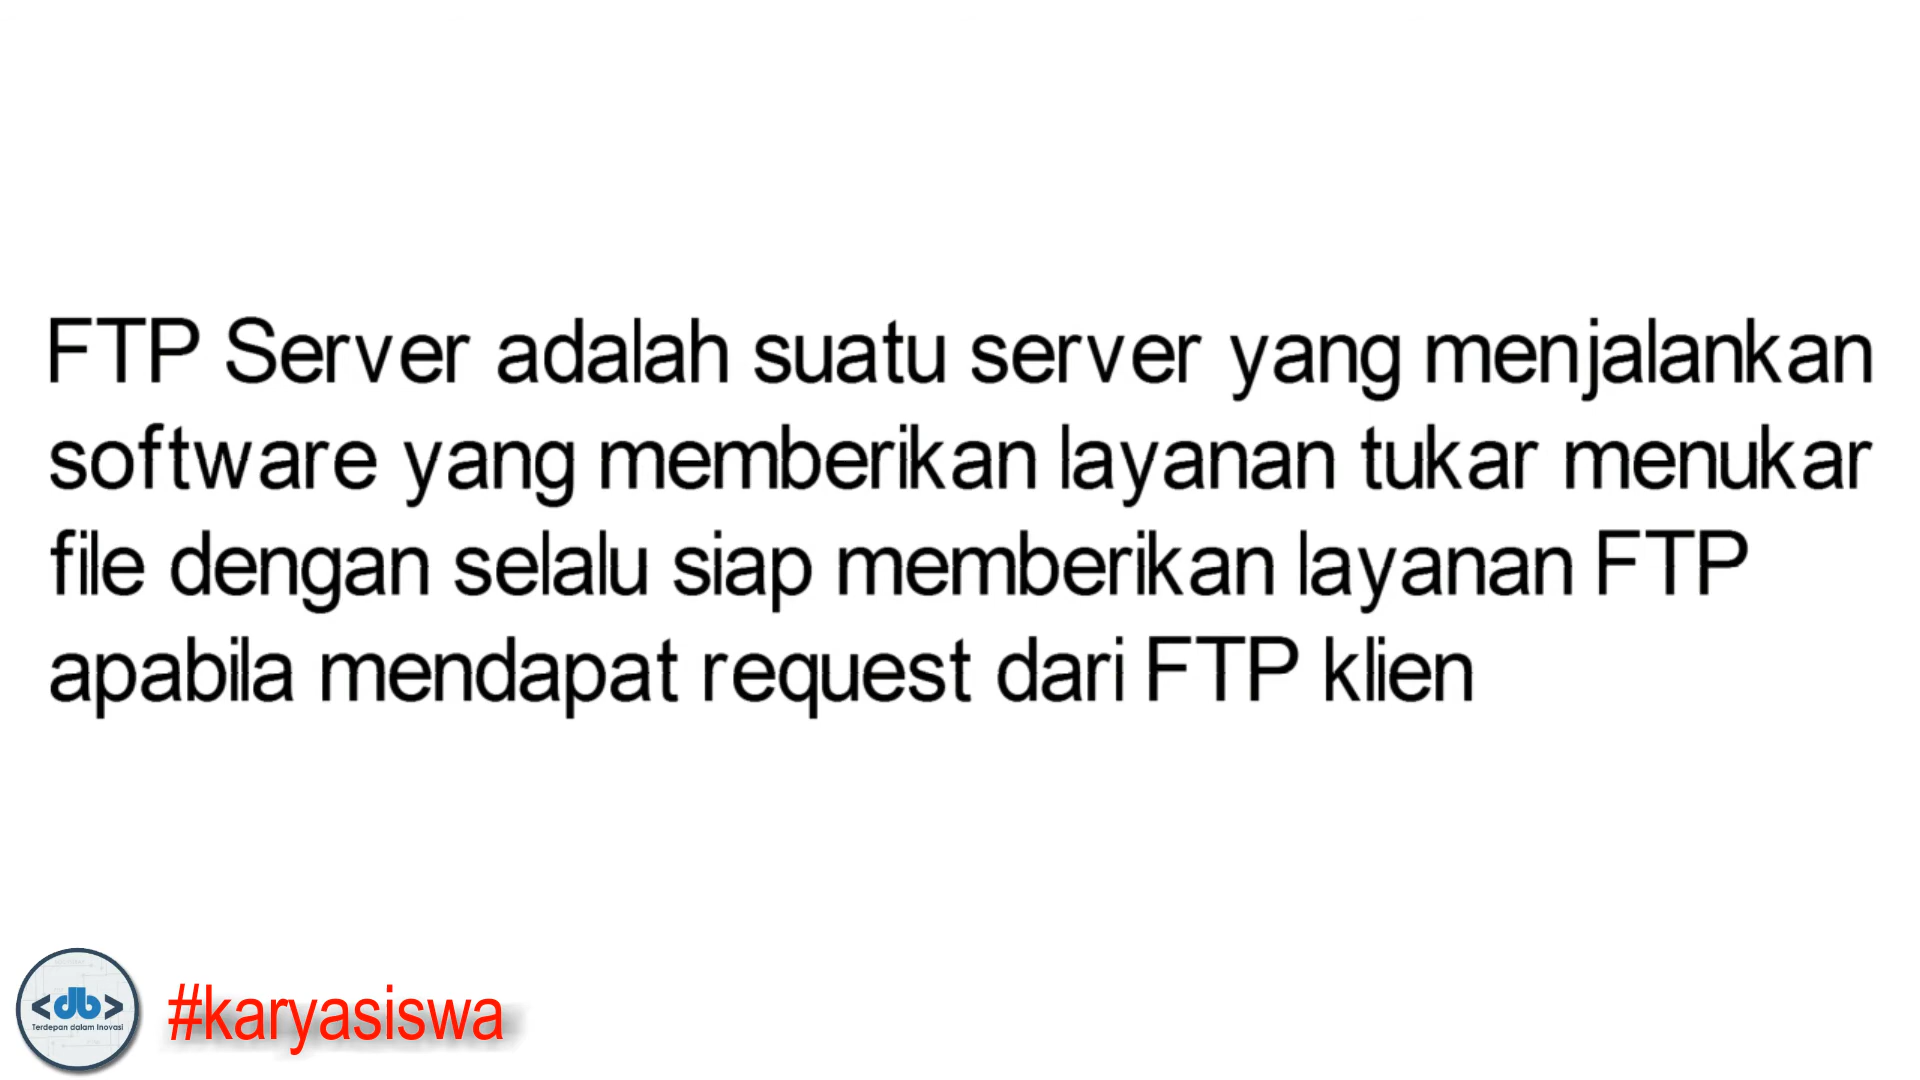 FTP Server adalah suatu server yang menjalankan
software yang memberikan layanan tukar menukar
file dengan selalu siap memberikan layanan FTP
apabila mendapat request dari FTP klien
<db>
Terdepan dalam Inovasi
#karyasiswa